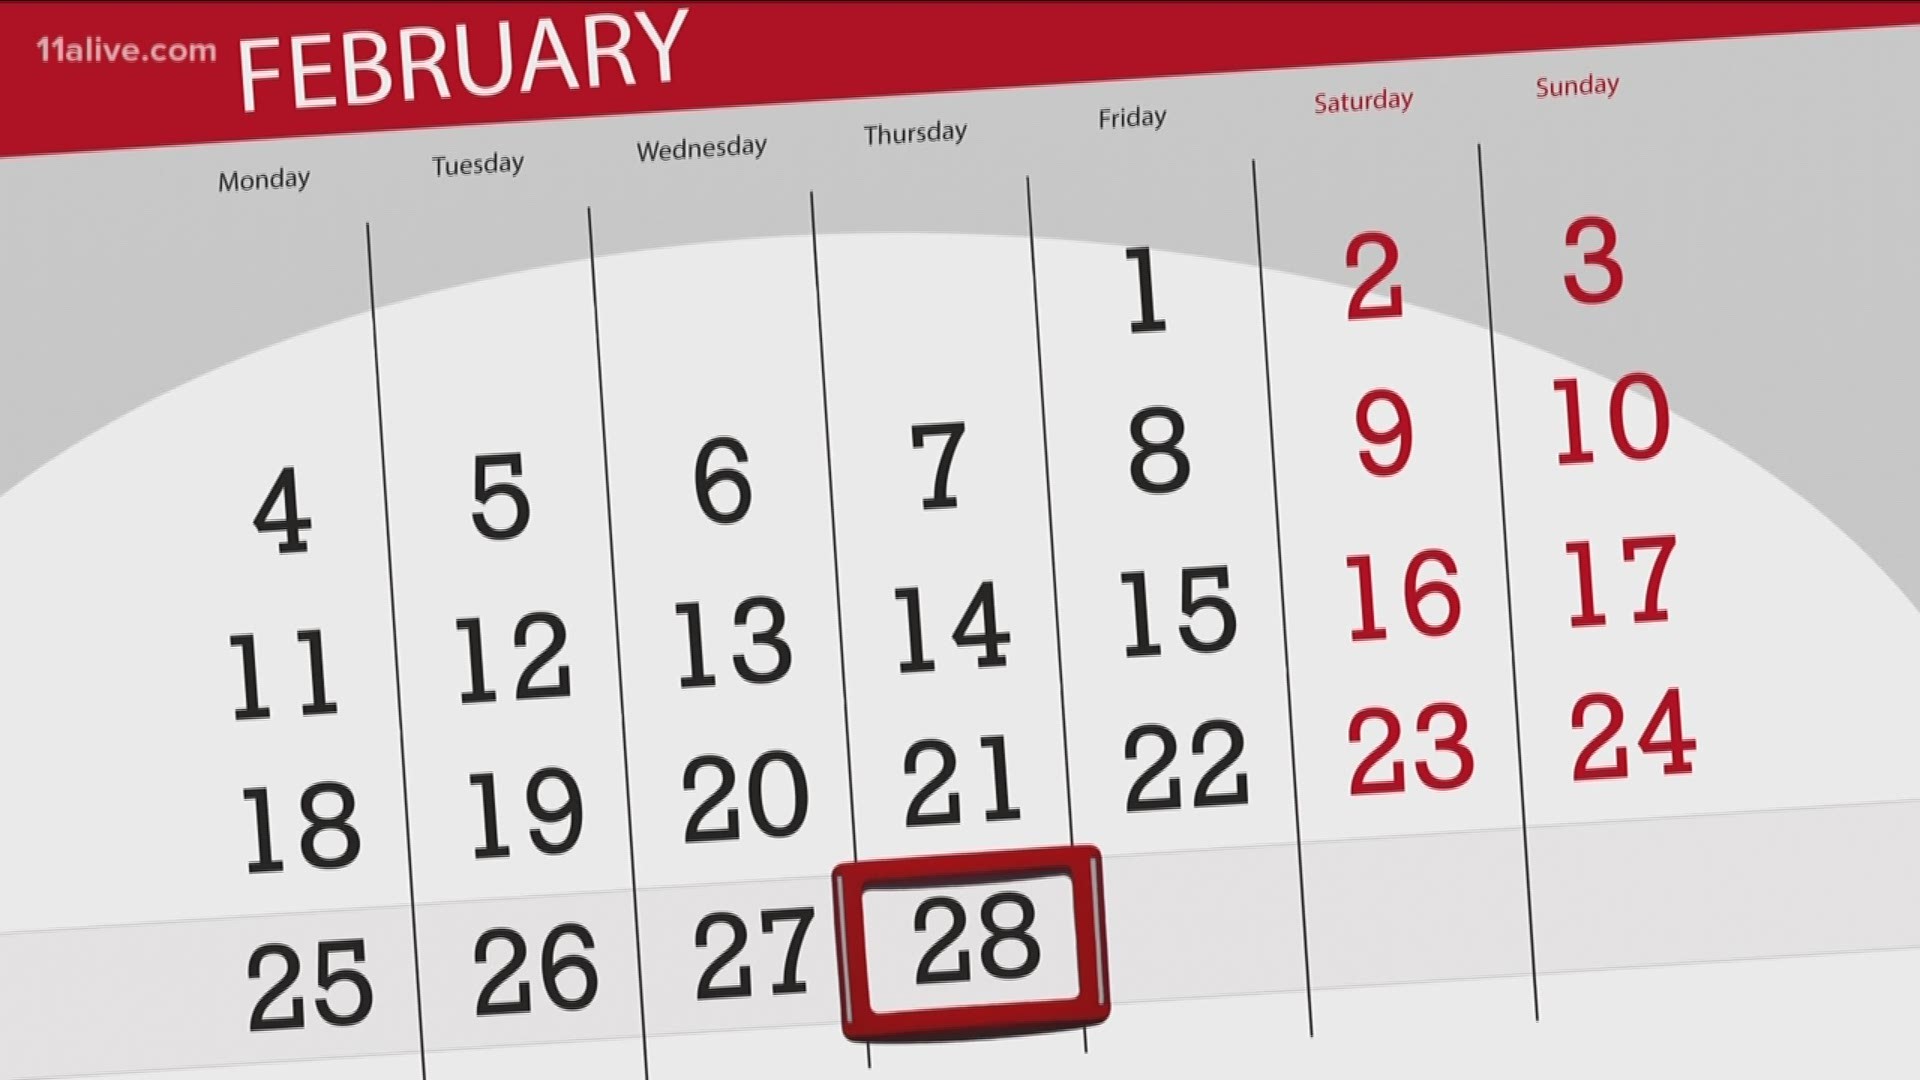 11alive.com
FEBRUARY
Monday Tuesday Wednesday Thursday Friday Saturday Sunday
1 2 3
4 5 6 7 8 9 10
11 12 13 14 15 16 17
18 19 20 21 22 23 24
25 26 27 28